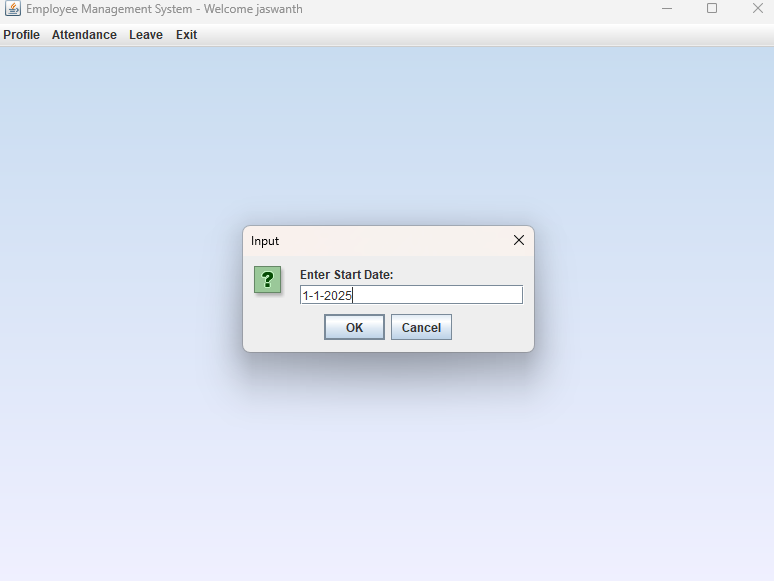 Employee Management System - Welcome jaswanth
Profile Attendance Leave Exit
Input
?
Enter Start Date:
1-1-2025
OK Cancel